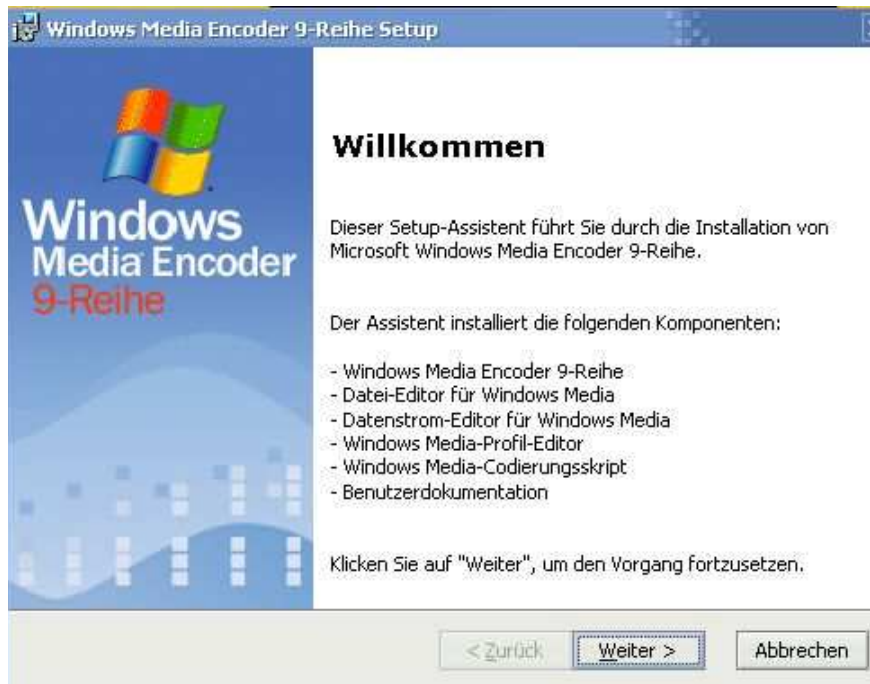 Windows Media Encoder 9-Reihe Setup
Windows
Media Encoder
9-Reihe
Willkommen
Dieser Setup-Assistent führt Sie durch die Installation von
Microsoft Windows Media Encoder 9-Reihe.
Der Assistent installiert die folgenden Komponenten:
- Windows Media Encoder 9-Reihe
- Datei-Editor für Windows Media
- Datenstrom-Editor für Windows Media
- Windows Media-Profil-Editor
- Windows Media-Codierungsskript
- Benutzerdokumentation
Klicken Sie auf "Weiter", um den Vorgang fortzusetzen.
< Zurück
Weiter >
Abbrechen